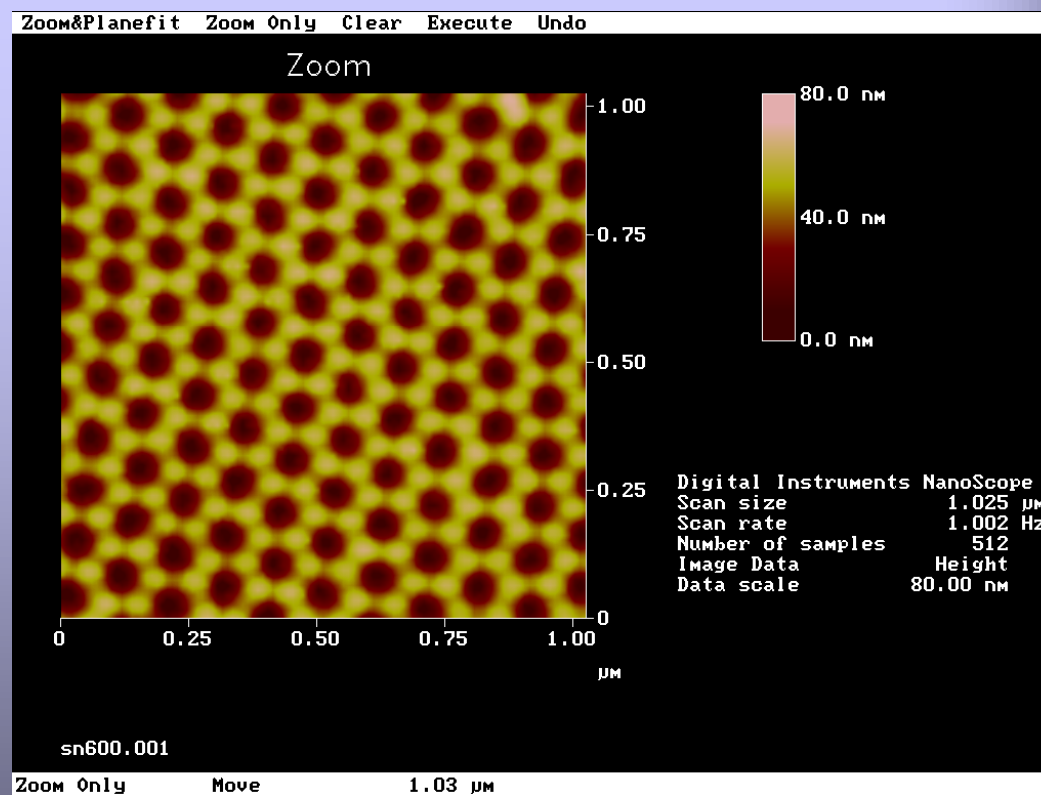 Zoom&Planefit Zoom Only Clear Execute Undo
Zoom
80.0 nm
40.0 nm
0.0 nm
1.00
0.75
0.50
0.25
0
0 0.25 0.50 0.75 1.00
µm
Digital Instruments NanoScope
Scan size 1.025 µm
Scan rate 1.002 Hz
Number of samples 512
Image Data Height
Data scale 80.00 nm
sn600.001
Zoom Only Move 1.03 µm